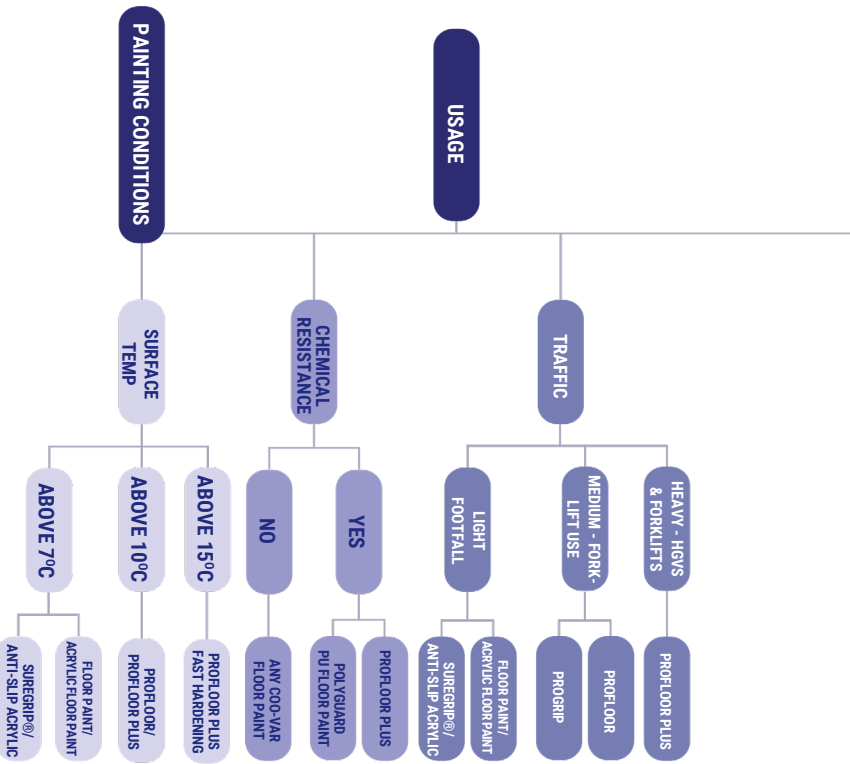 PAINTING CONDITIONS
USAGE
SURFACE
TEMP
CHEMICAL
RESISTANCE
TRAFFIC
ABOVE 7ºC
ABOVE 10ºC
ABOVE 15ºC
NO
YES
LIGHT
FOOTFALL
MEDIUM - FORK-
LIFT USE
HEAVY - HGVS
& FORKLIFTS
SUREGRIP®/
ANTI-SLIP ACRYLIC
FLOOR PAINT/
ACRYLIC FLOOR PAINT
PROFLOOR/
PROFLOOR PLUS
PROFLOOR PLUS
FAST HARDENING
ANY COO-VAR
FLOOR PAINT
POLYGUARD
PU FLOOR PAINT
PROFLOOR PLUS
SUREGRIP®/
ANTI-SLIP ACRYLIC
FLOOR PAINT/
ACRYLIC FLOOR PAINT
PROGRIP
PROFLOOR
PROFLOOR PLUS